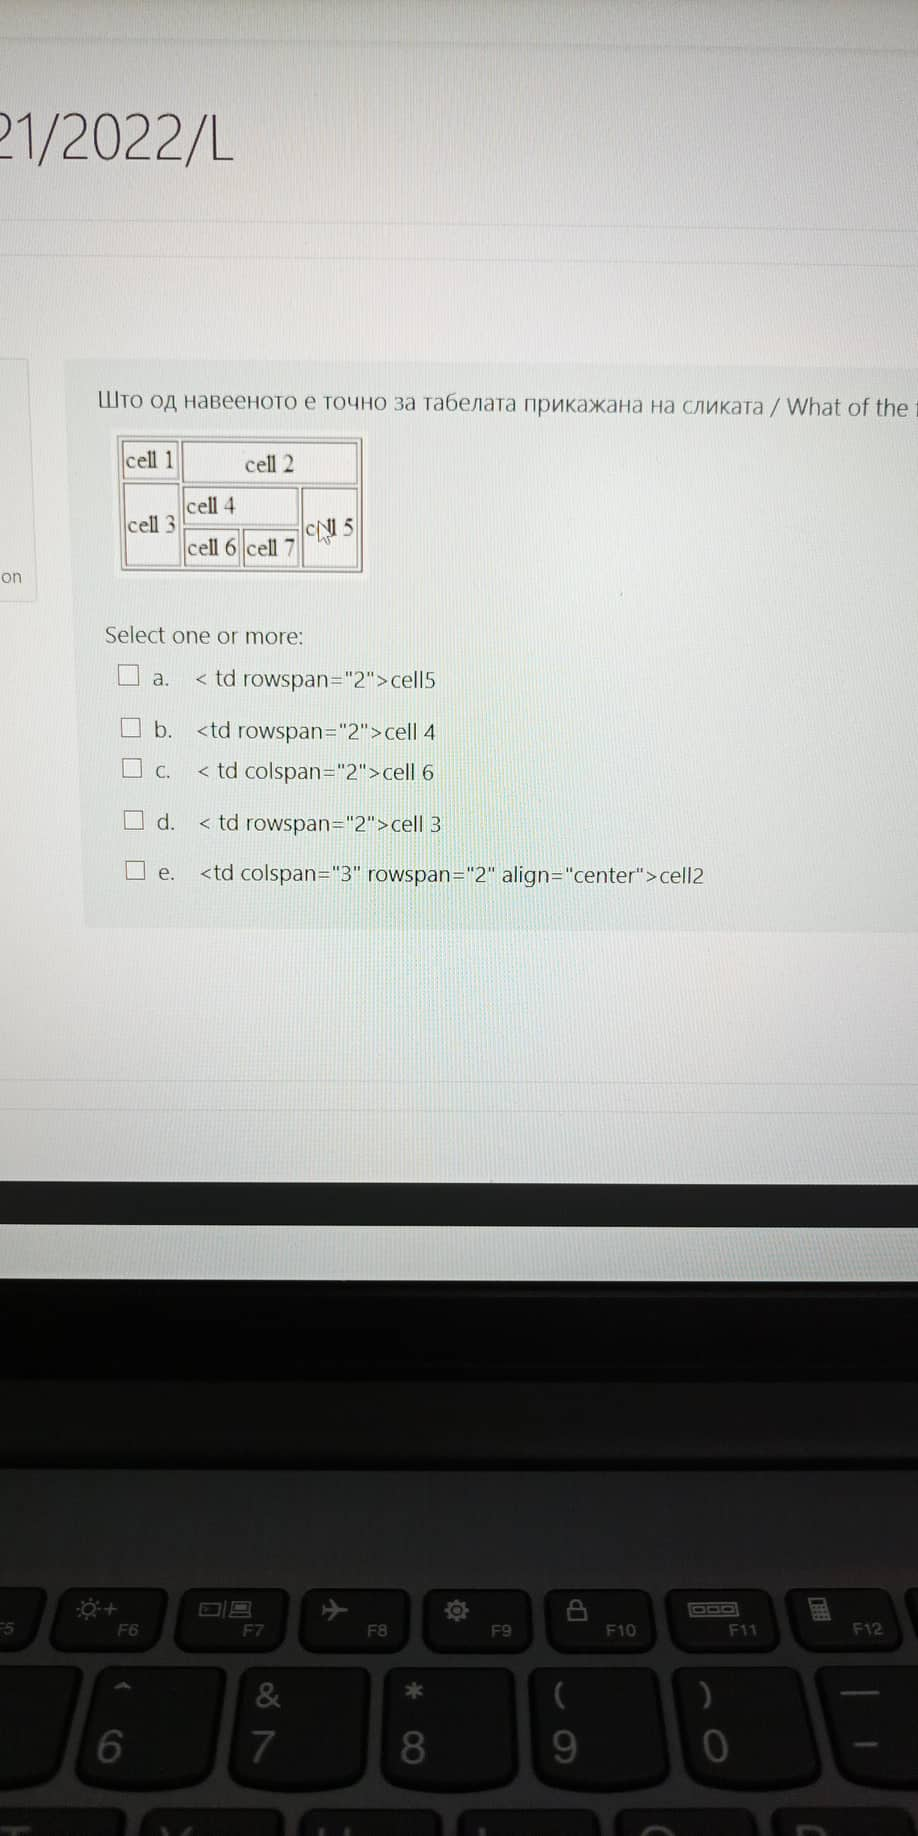 21/2022/L
Што од навееното е точно за табелата прикажана на сликата / What of the
cell 1 cell 2
cell 3 cell 4 cell 5
cell 6 cell 7
on
Select one or more:
a. < td rowspan="2">cell5
b. <td rowspan="2">cell 4
c. < td colspan="2">cell 6
d. < td rowspan="2">cell 3
e. <td colspan="3" rowspan="2" align="center">cell2
F5 F6 F7 F8 F9 F10 F11 F12
^ & * ( ) —
6 7 8 9 0 -